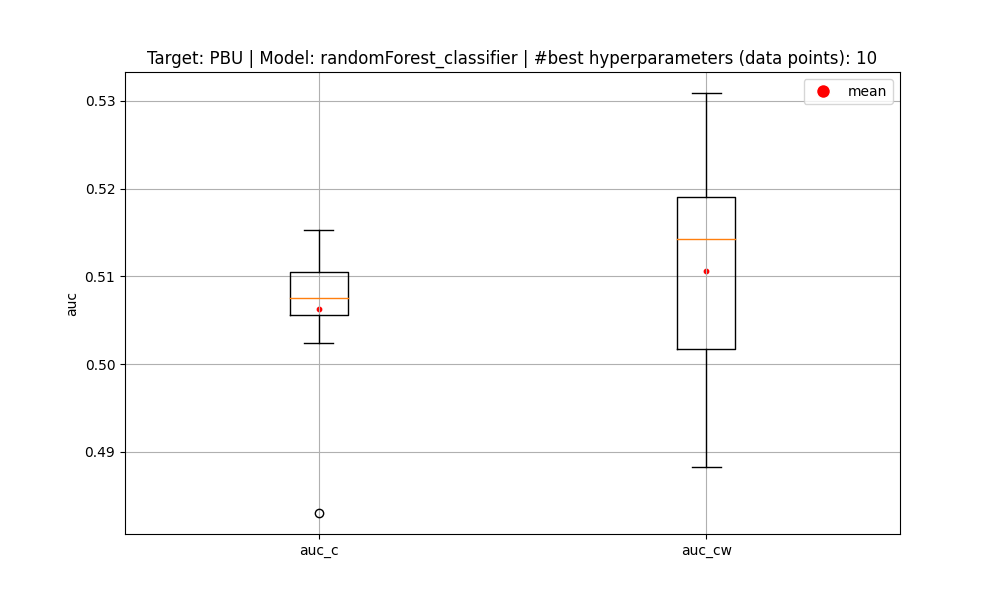 Target: PBU | Model: randomForest_classifier | #best hyperparameters (data points): 10
mean
0.53
0.52
0.51
0.50
0.49
auc
auc_c
auc_cw